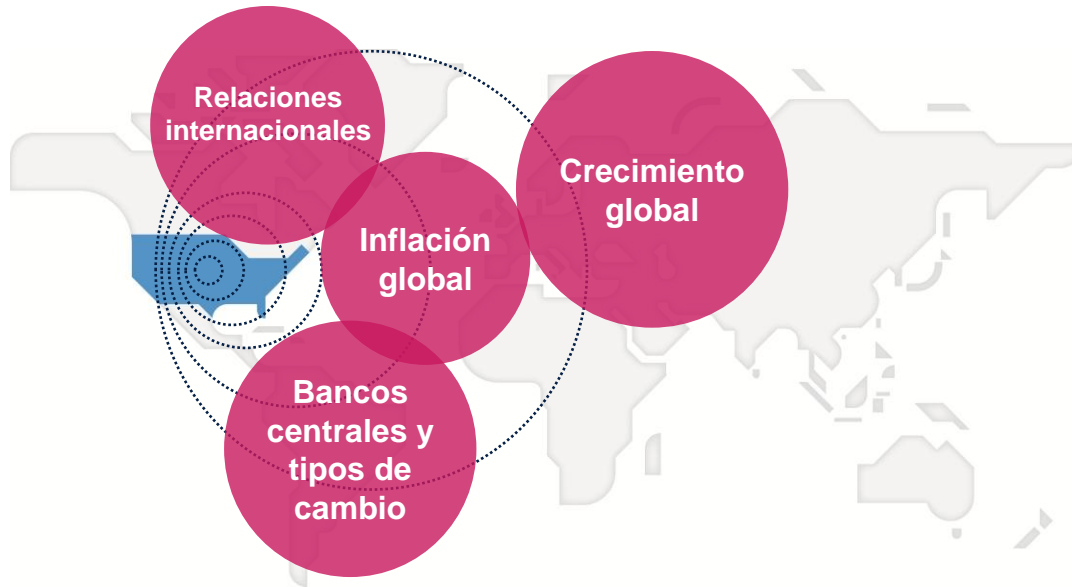 Relaciones
internacionales
Crecimiento
global
Inflación
global
Bancos
centrales y
tipos de
cambio